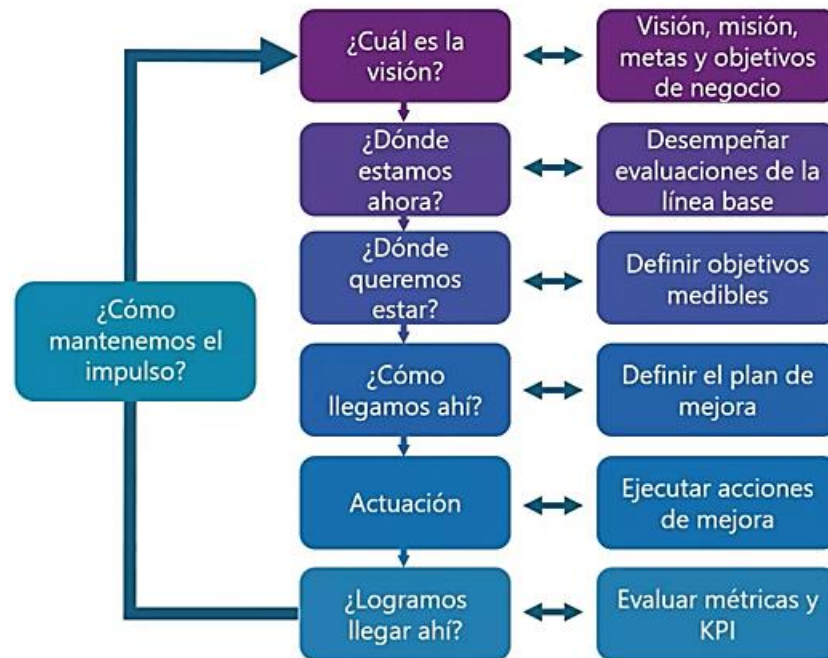 ¿Cuál es la
visión?
Visión, misión,
metas y objetivos
de negocio
¿Dónde
estamos
ahora?
Desempeñar
evaluaciones de la
línea base
¿Dónde
queremos
estar?
Definir objetivos
medibles
¿Cómo
mantenemos el
impulso?
¿Cómo
llegamos ahí?
Definir el plan de
mejora
Actuación
Ejecutar acciones
de mejora
¿Logramos
llegar ahí?
Evaluar métricas y
KPI